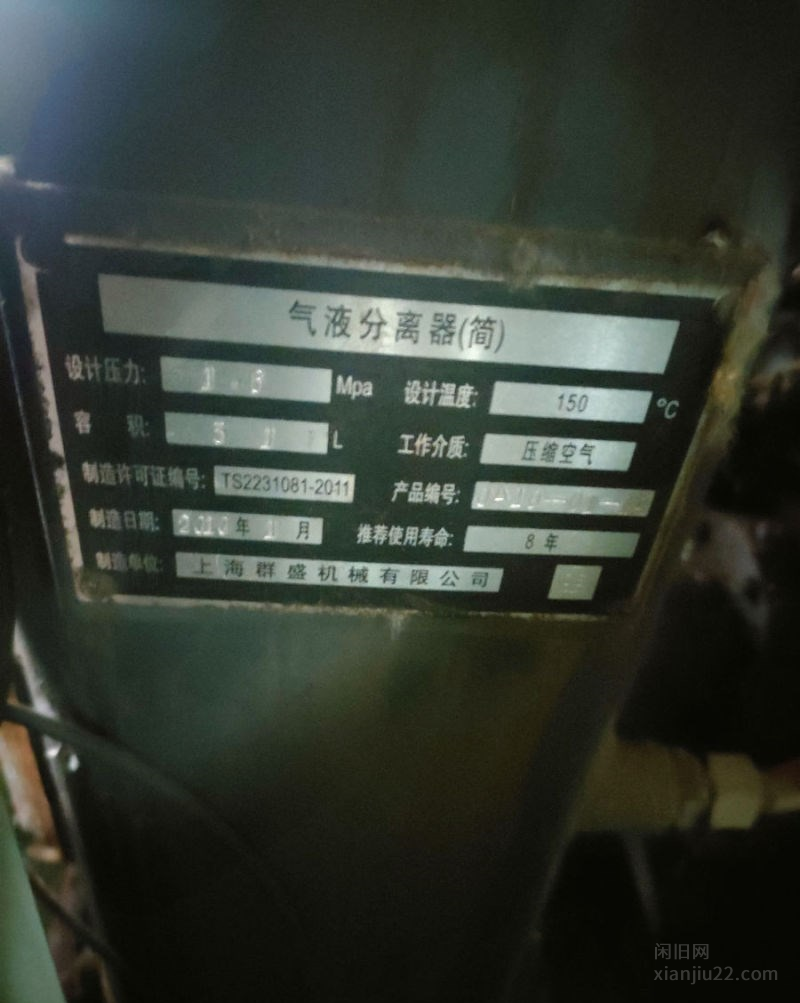 气液分离器(简)
设计压力: Mpa 设计温度: 150 °C
容 积: L 工作介质: 压缩空气
制造许可证编号: TS2231081-2011 产品编号:
制造日期: 年 月 推荐使用寿命: 8 年
制造单位: 上海群盛机械有限公司
闲旧网
xianjiu22.com